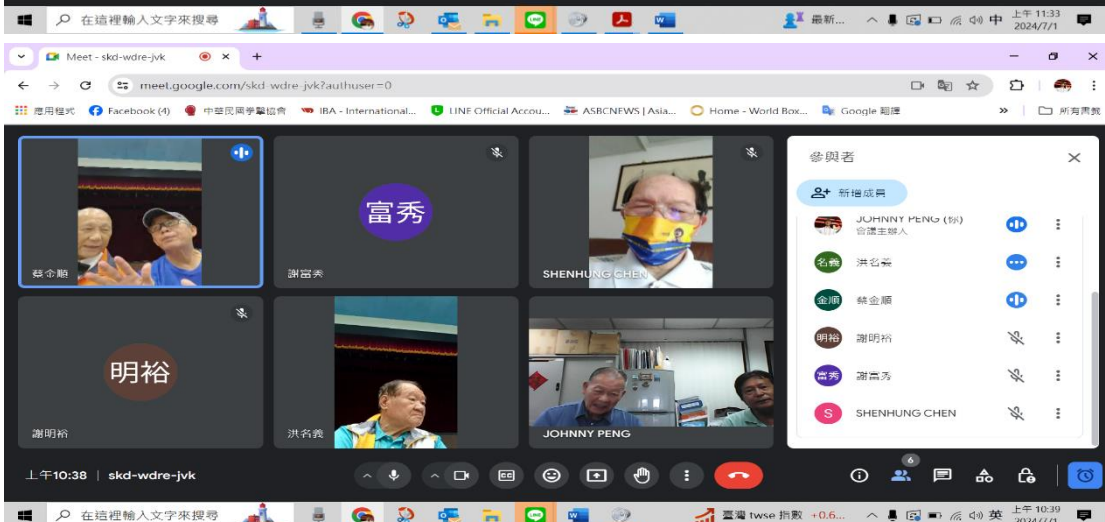 在這裡輸入文字來搜尋
最新...
中
上午 11:33
2024/7/1
Meet - skd-wdre-jvk
meet.google.com/skd-wdre-jvk?authuser=0
應用程式
Facebook (4)
中華民國拳擊協會
IBA - International...
LINE Official Accou...
ASBCNEWS | Asia...
Home - World Box...
Google 翻譯
»
所有書籤
蔡金順
富秀
謝富秀
SHENHUNG CHEN
明裕
謝明裕
洪名義
JOHNNY PENG
參與者
新增成員
JOHNNY PENG (你)
會議主辦人
名義
洪名義
金順
蔡金順
明裕
謝明裕
富秀
謝富秀
S
SHENHUNG CHEN
上午10:38 | skd-wdre-jvk
6
在這裡輸入文字來搜尋
臺灣 twse 指數 +0.6...
英
上午 10:39
2024/7/1